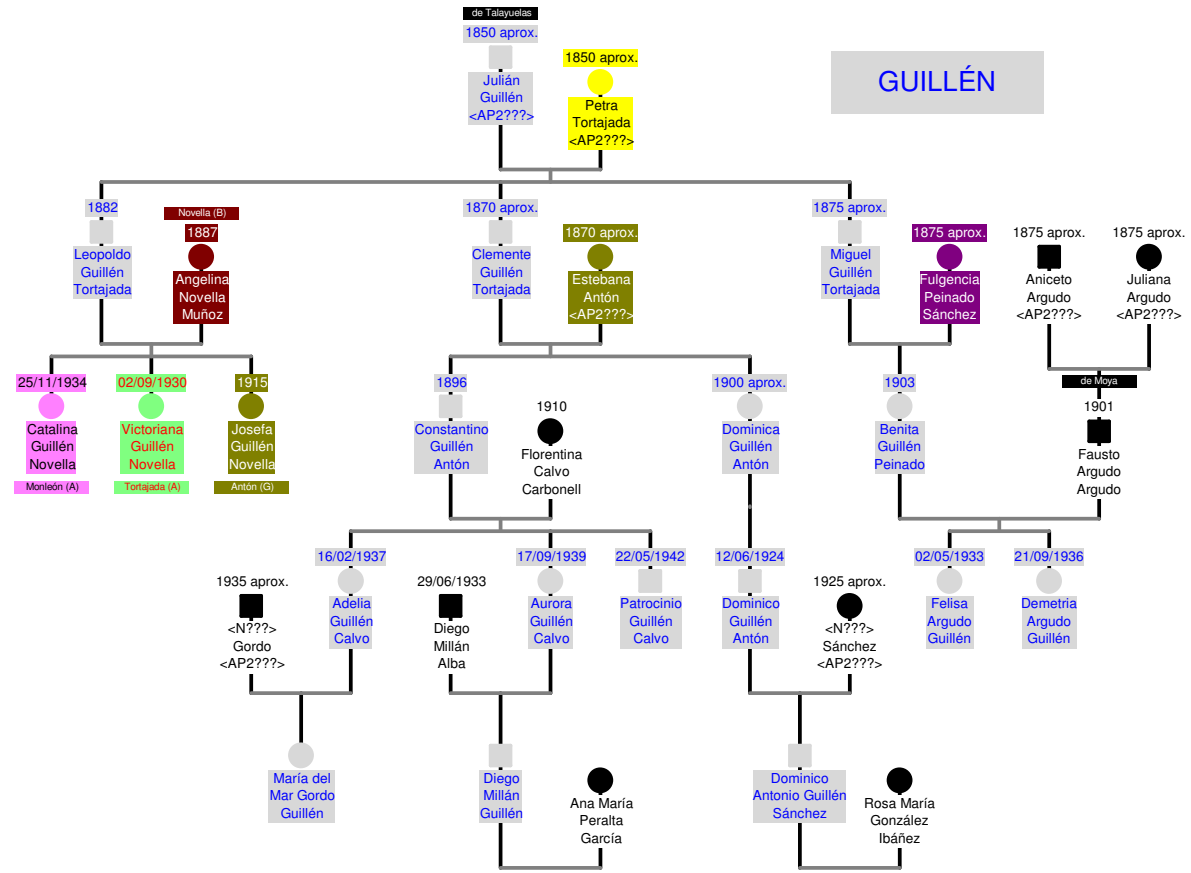 de Talayuelas
1850 aprox.
Julián
Guillén
<AP2???>
1850 aprox.
Petra
Tortajada
<AP2???>
GUILLÉN
1882
Leopoldo
Guillén
Tortajada
Novella (B)
1887
Angelina
Novella
Muñoz
1870 aprox.
Clemente
Guillén
Tortajada
1870 aprox.
Estebana
Antón
<AP2???>
1875 aprox.
Miguel
Guillén
Tortajada
1875 aprox.
Fulgencia
Peinado
Sánchez
1875 aprox.
Aniceto
Argudo
<AP2???>
1875 aprox.
Juliana
Argudo
<AP2???>
25/11/1934
Catalina
Guillén
Novella
Monleón (A)
02/09/1930
Victoriana
Guillén
Novella
Tortajada (A)
1915
Josefa
Guillén
Novella
Antón (G)
1896
Constantino
Guillén
Antón
1910
Florentina
Calvo
Carbonell
1900 aprox.
Dominica
Guillén
Antón
1903
Benita
Guillén
Peinado
de Moya
1901
Fausto
Argudo
Argudo
1935 aprox.
<N???>
Gordo
<AP2???>
16/02/1937
Adelia
Guillén
Calvo
29/06/1933
Diego
Millán
Alba
17/09/1939
Aurora
Guillén
Calvo
22/05/1942
Patrocinio
Guillén
Calvo
12/06/1924
Dominico
Guillén
Antón
1925 aprox.
<N???>
Sánchez
<AP2???>
02/05/1933
Felisa
Argudo
Guillén
21/09/1936
Demetria
Argudo
Guillén
María del
Mar Gordo
Guillén
Diego
Millán
Guillén
Ana María
Peralta
García
Dominico
Antonio Guillén
Sánchez
Rosa María
González
Ibáñez